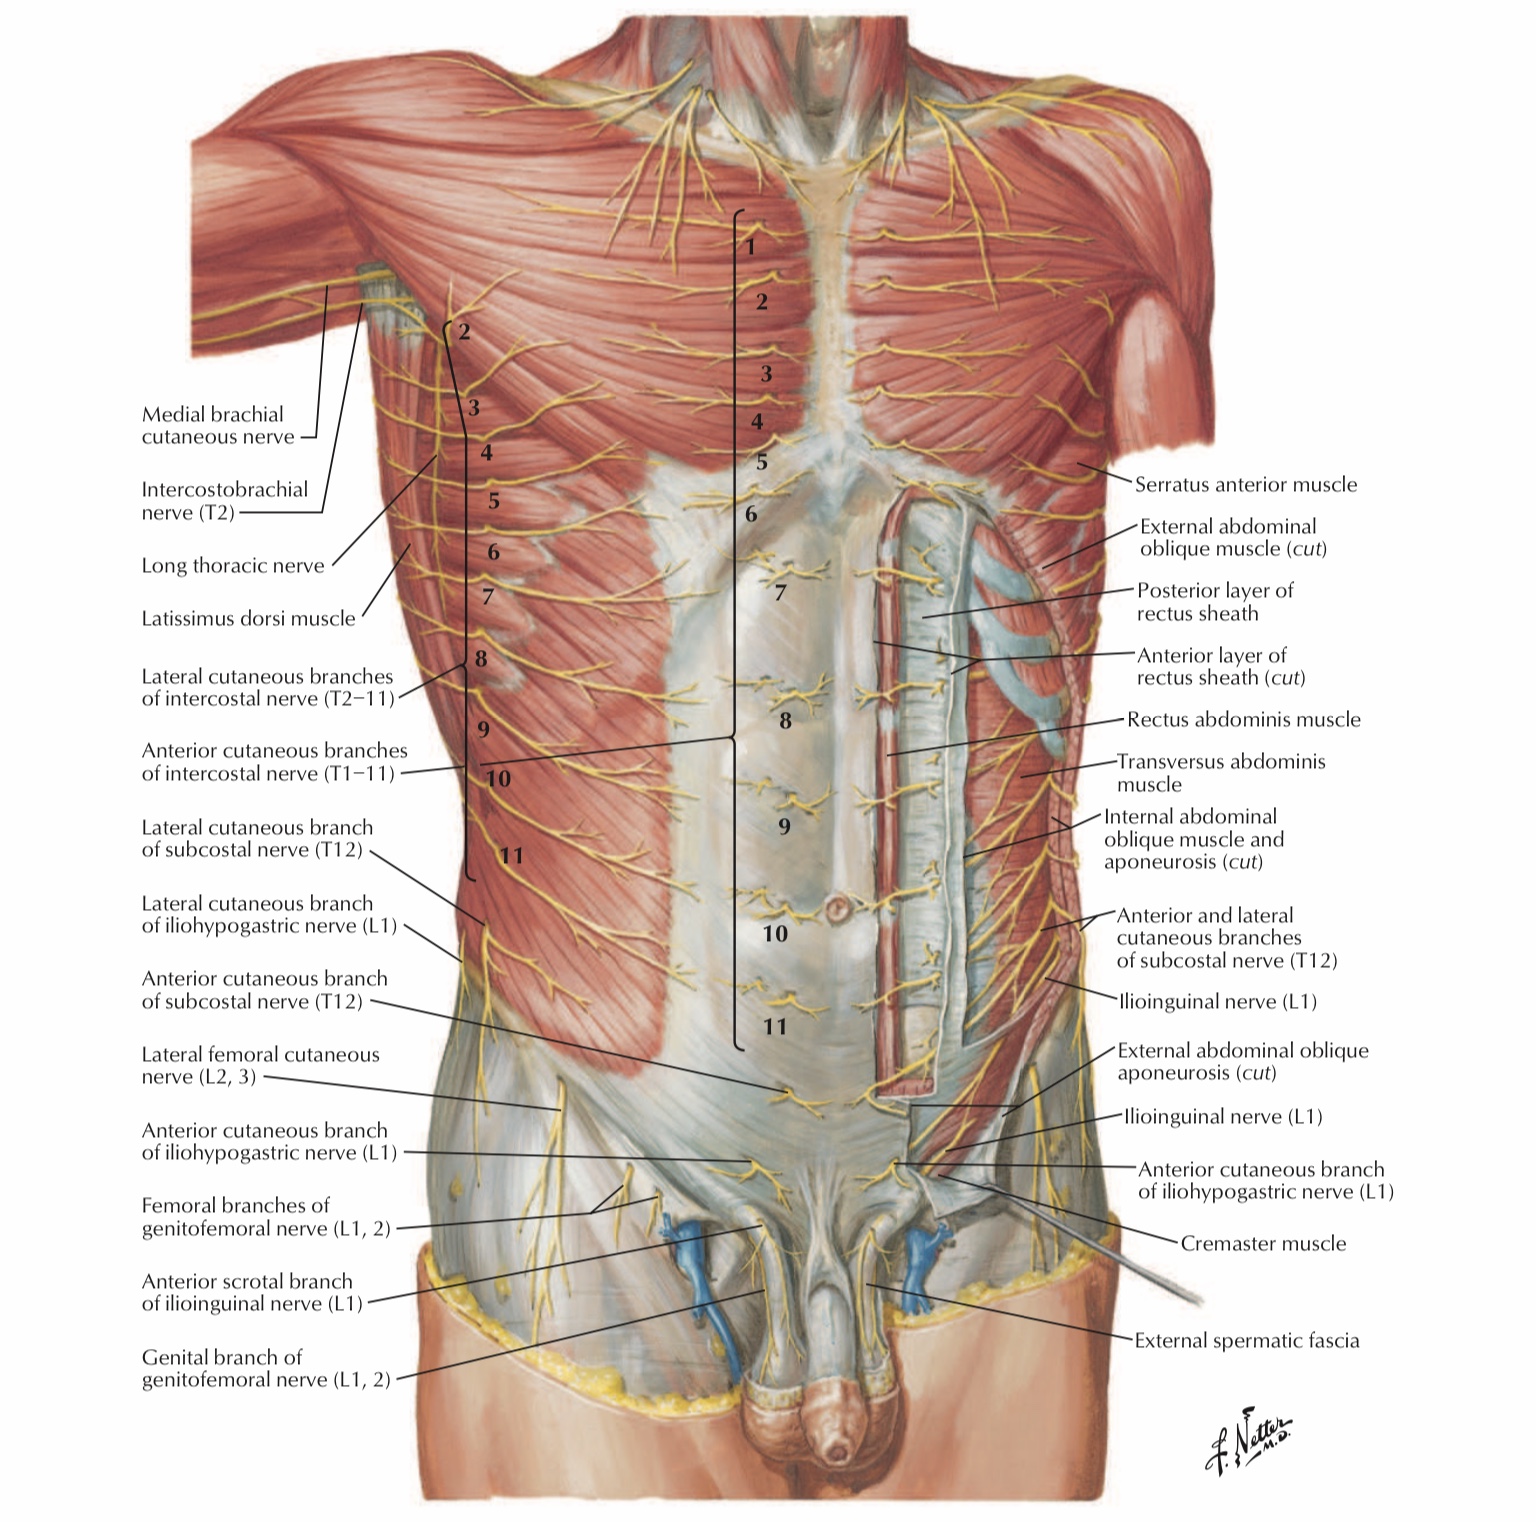 Medial brachial
cutaneous nerve
Intercostobrachial
nerve (T2)
Long thoracic nerve
Latissimus dorsi muscle
Lateral cutaneous branches
of intercostal nerve (T2–11)
Anterior cutaneous branches
of intercostal nerve (T1–11)
Lateral cutaneous branch
of subcostal nerve (T12)
Lateral cutaneous branch
of iliohypogastric nerve (L1)
Anterior cutaneous branch
of subcostal nerve (T12)
Lateral femoral cutaneous
nerve (L2, 3)
Anterior cutaneous branch
of iliohypogastric nerve (L1)
Femoral branches of
genitofemoral nerve (L1, 2)
Anterior scrotal branch
of ilioinguinal nerve (L1)
Genital branch of
genitofemoral nerve (L1, 2)
2
3
4
5
6
7
8
9
10
11
1
2
3
4
5
6
7
8
9
10
11
Serratus anterior muscle
External abdominal
oblique muscle (cut)
Posterior layer of
rectus sheath
Anterior layer of
rectus sheath (cut)
Rectus abdominis muscle
Transversus abdominis
muscle
Internal abdominal
oblique muscle and
aponeurosis (cut)
Anterior and lateral
cutaneous branches
of subcostal nerve (T12)
Ilioinguinal nerve (L1)
External abdominal oblique
aponeurosis (cut)
Ilioinguinal nerve (L1)
Anterior cutaneous branch
of iliohypogastric nerve (L1)
Cremaster muscle
External spermatic fascia
F. Netter
M.D.